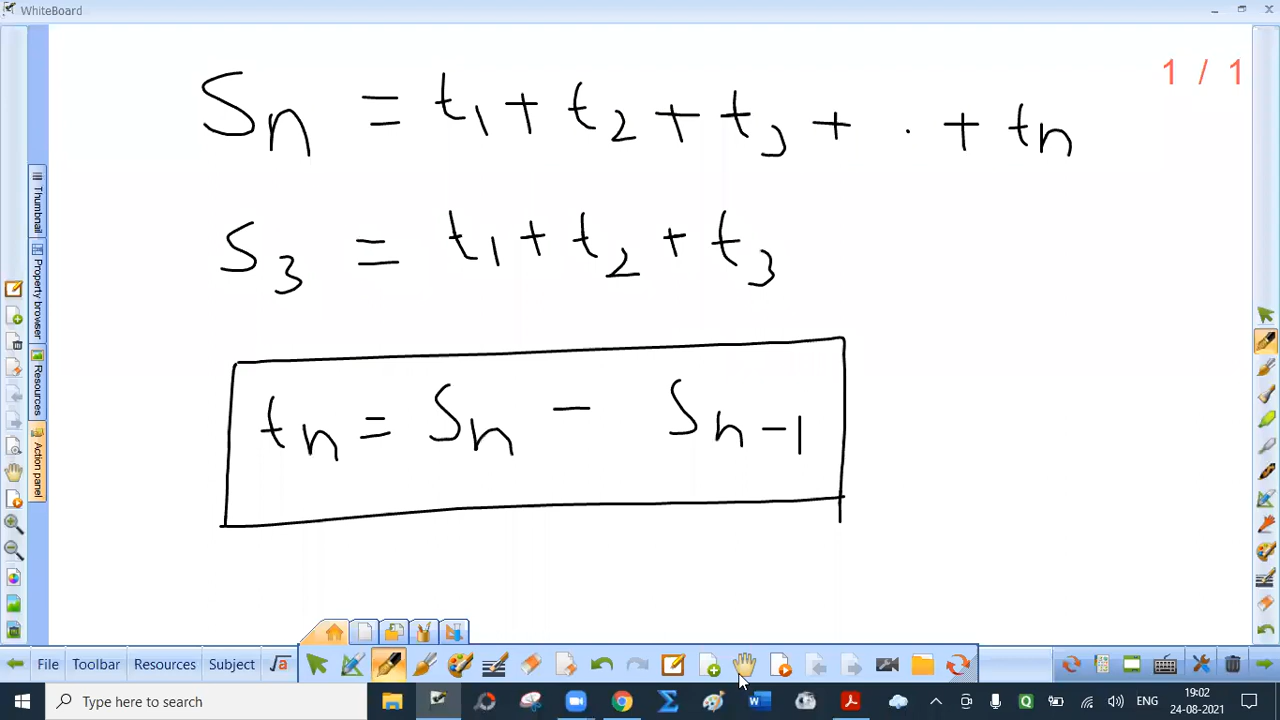 WhiteBoard
1 / 1
Sn = t1 + t2 + t3 + . + tn
S3 = t1 + t2 + t3
tn = Sn - Sn-1
Thumbnail
Property browser
Resources
Action panel
File Toolbar Resources Subject √a
Type here to search
ENG
19:02
24-08-2021